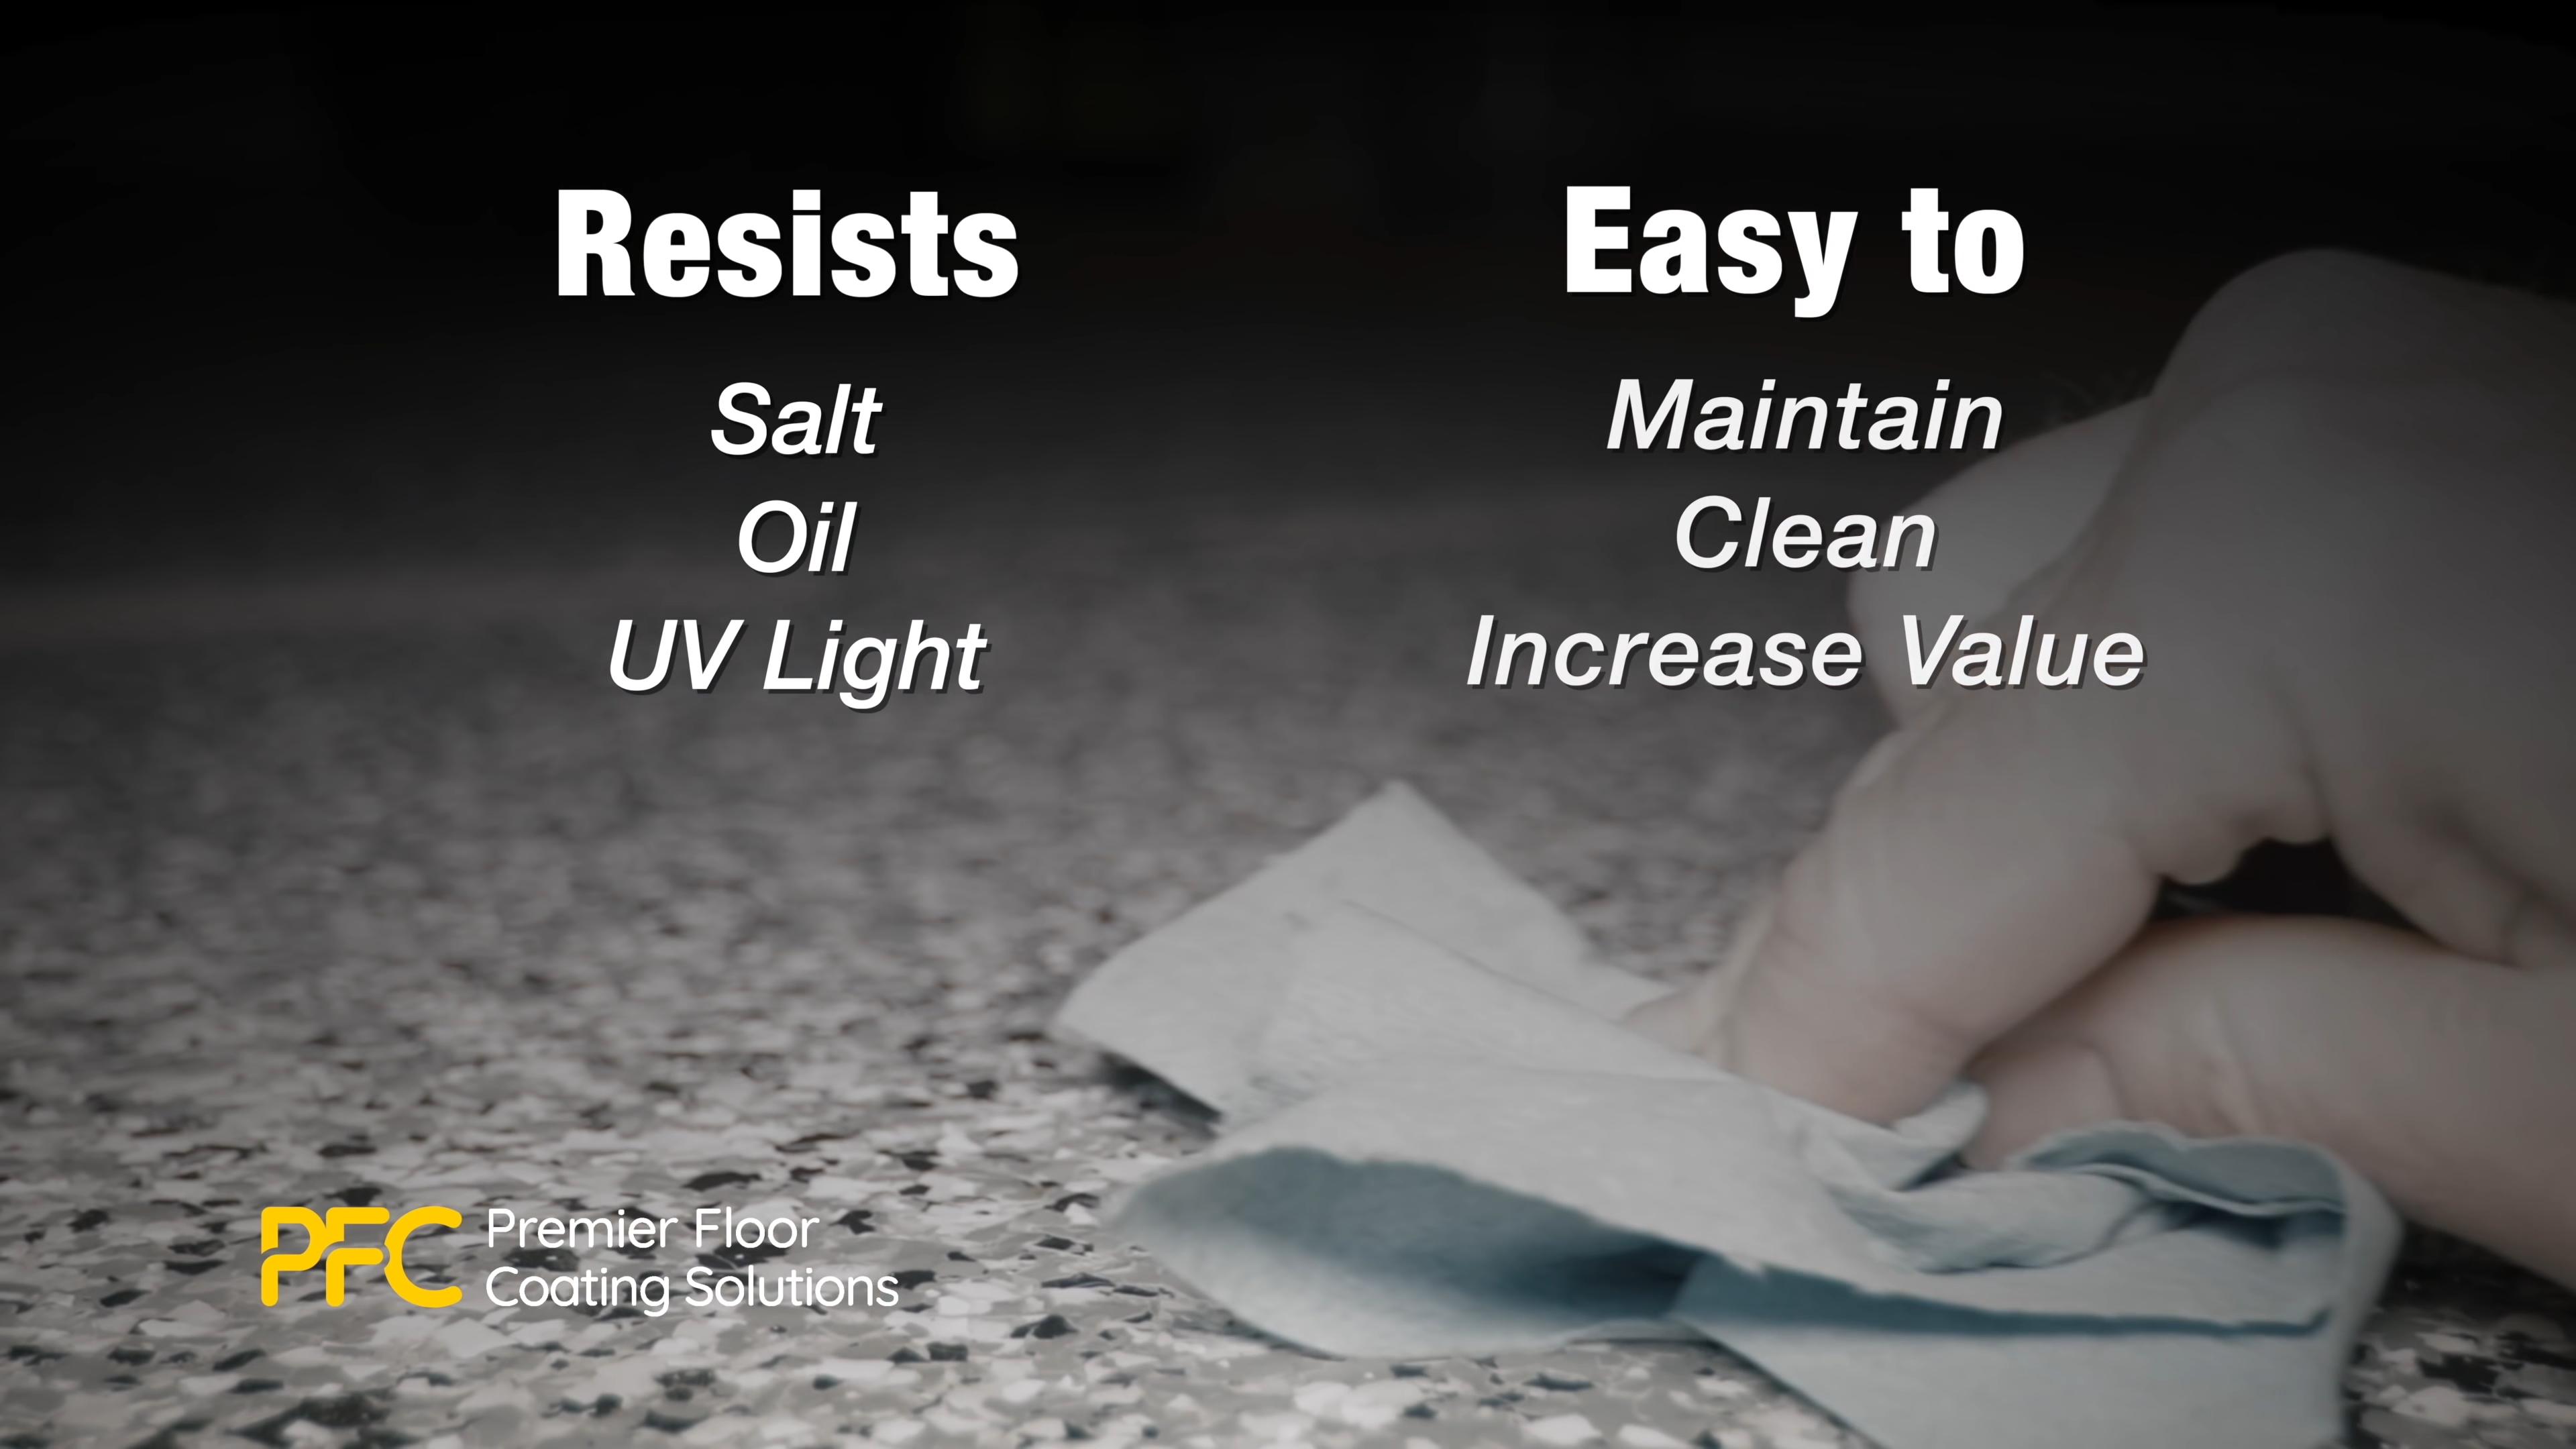 Resists
Salt
Oil
UV Light
Easy to
Maintain
Clean
Increase Value
PFC
Premier Floor
Coating Solutions